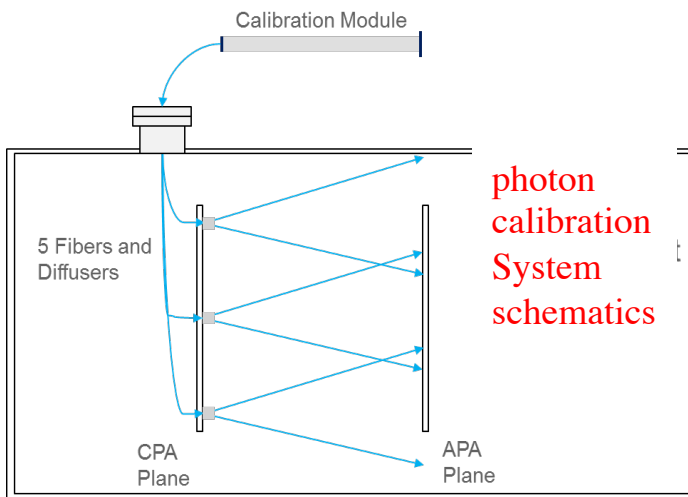 Calibration Module
photon
calibration
System
schematics
5 Fibers and
Diffusers
CPA
Plane
APA
Plane